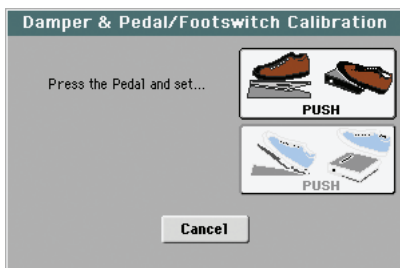 Damper & Pedal/Footswitch Calibration
Press the Pedal and set...
PUSH
PUSH
Cancel